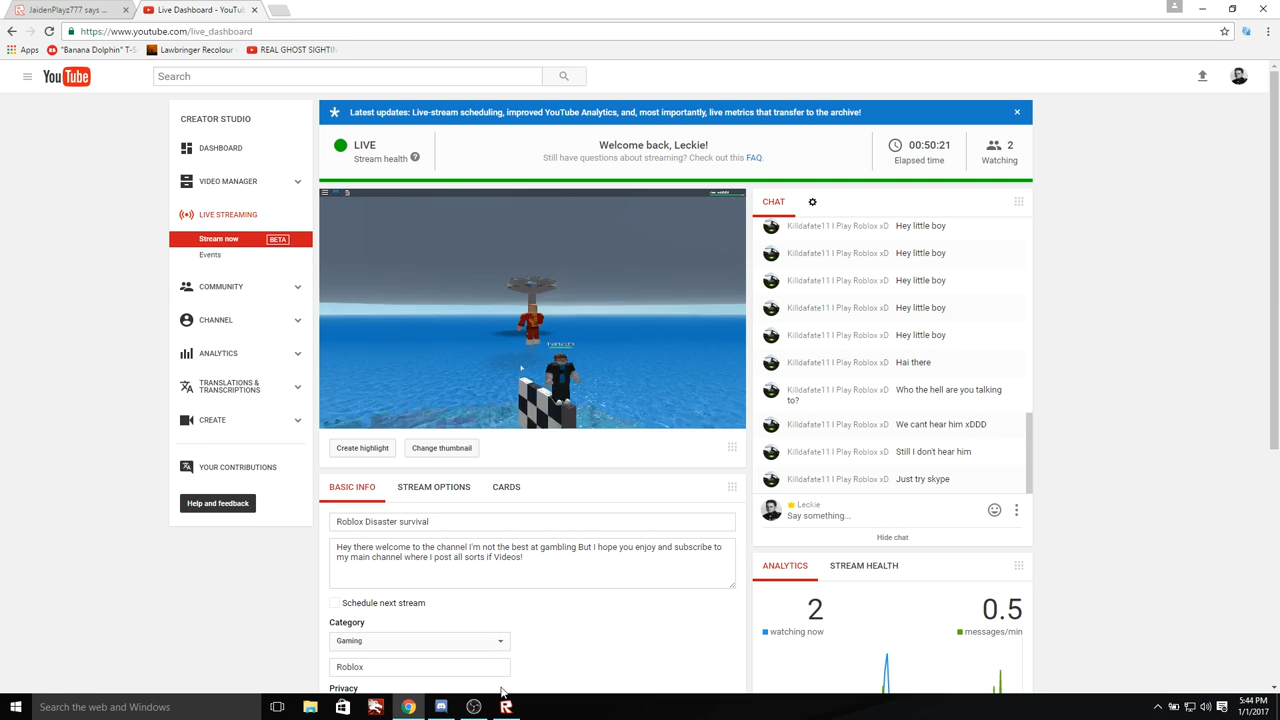 JaidenPlayz777 says ...
Live Dashboard - YouTu
https://www.youtube.com/live_dashboard
Apps
"Banana Dolphin" T-S
Lawbringer Recolour
REAL GHOST SIGHTIN
YouTube
Search
CREATOR STUDIO
DASHBOARD
VIDEO MANAGER
LIVE STREAMING
Stream now BETA
Events
COMMUNITY
CHANNEL
ANALYTICS
TRANSLATIONS &
TRANSCRIPTIONS
CREATE
YOUR CONTRIBUTIONS
Help and feedback
Latest updates: Live-stream scheduling, improved YouTube Analytics, and, most importantly, live metrics that transfer to the archive!
LIVE
Stream health ?
Welcome back, Leckie!
Still have questions about streaming? Check out this FAQ.
00:50:21
Elapsed time
2
Watching
Create highlight
Change thumbnail
BASIC INFO STREAM OPTIONS CARDS
Roblox Disaster survival
Hey there welcome to the channel I'm not the best at gambling But I hope you enjoy and subscribe to
my main channel where I post all sorts if Videos!
Schedule next stream
Category
Gaming
Roblox
Privacy
CHAT
Killdafate11 I Play Roblox xD Hey little boy
Killdafate11 I Play Roblox xD Hey little boy
Killdafate11 I Play Roblox xD Hey little boy
Killdafate11 I Play Roblox xD Hey little boy
Killdafate11 I Play Roblox xD Hey little boy
Killdafate11 I Play Roblox xD Hai there
Killdafate11 I Play Roblox xD Who the hell are you talking
to?
Killdafate11 I Play Roblox xD We cant hear him xDDD
Killdafate11 I Play Roblox xD Still I don't hear him
Killdafate11 I Play Roblox xD Just try skype
Leckie
Say something...
Hide chat
ANALYTICS STREAM HEALTH
2
watching now
0.5
messages/min
Search the web and Windows
5:44 PM
1/1/2017